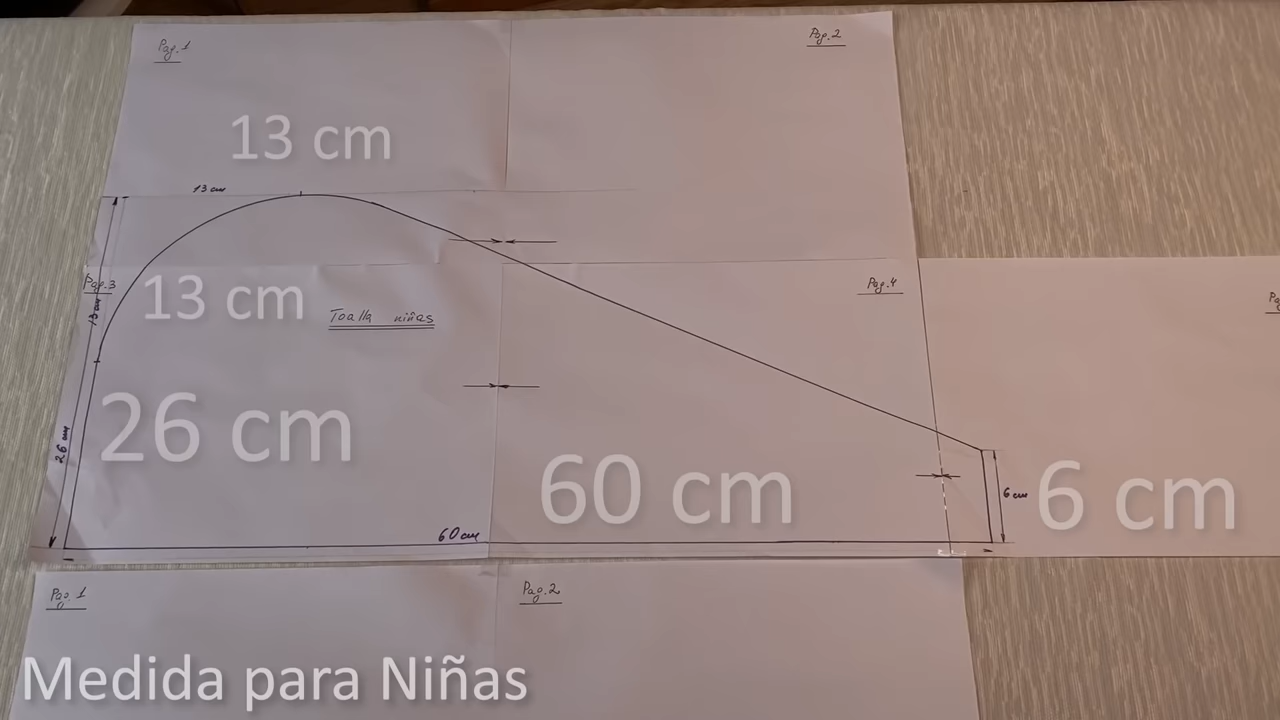 Pag. 1
Pag. 2
13 cm
13 cm
Pag. 3
13 cm
13 cm
Toalla niñas
Pag. 4
26 cm
26 cm
60 cm
60 cm
6 cm
6 cm
Pag. 1
Pag. 2
Medida para Niñas